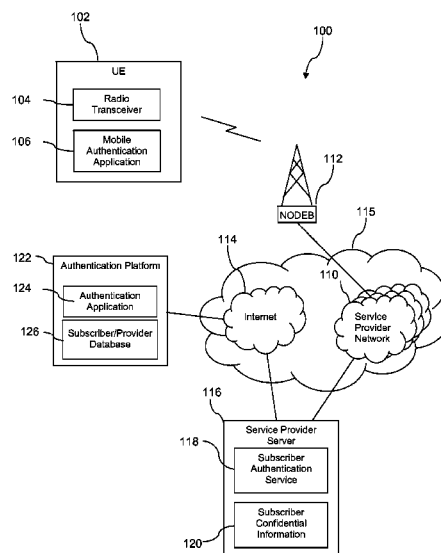 102
100
UE
104
Radio
Transceiver
106
Mobile
Authentication
Application
112
NODEB
115
114
110
122
Authentication Platform
124
Authentication
Application
126
Subscriber/Provider
Database
Internet
Service
Provider
Network
116
Service Provider
Server
118
Subscriber
Authentication
Service
120
Subscriber
Confidential
Information